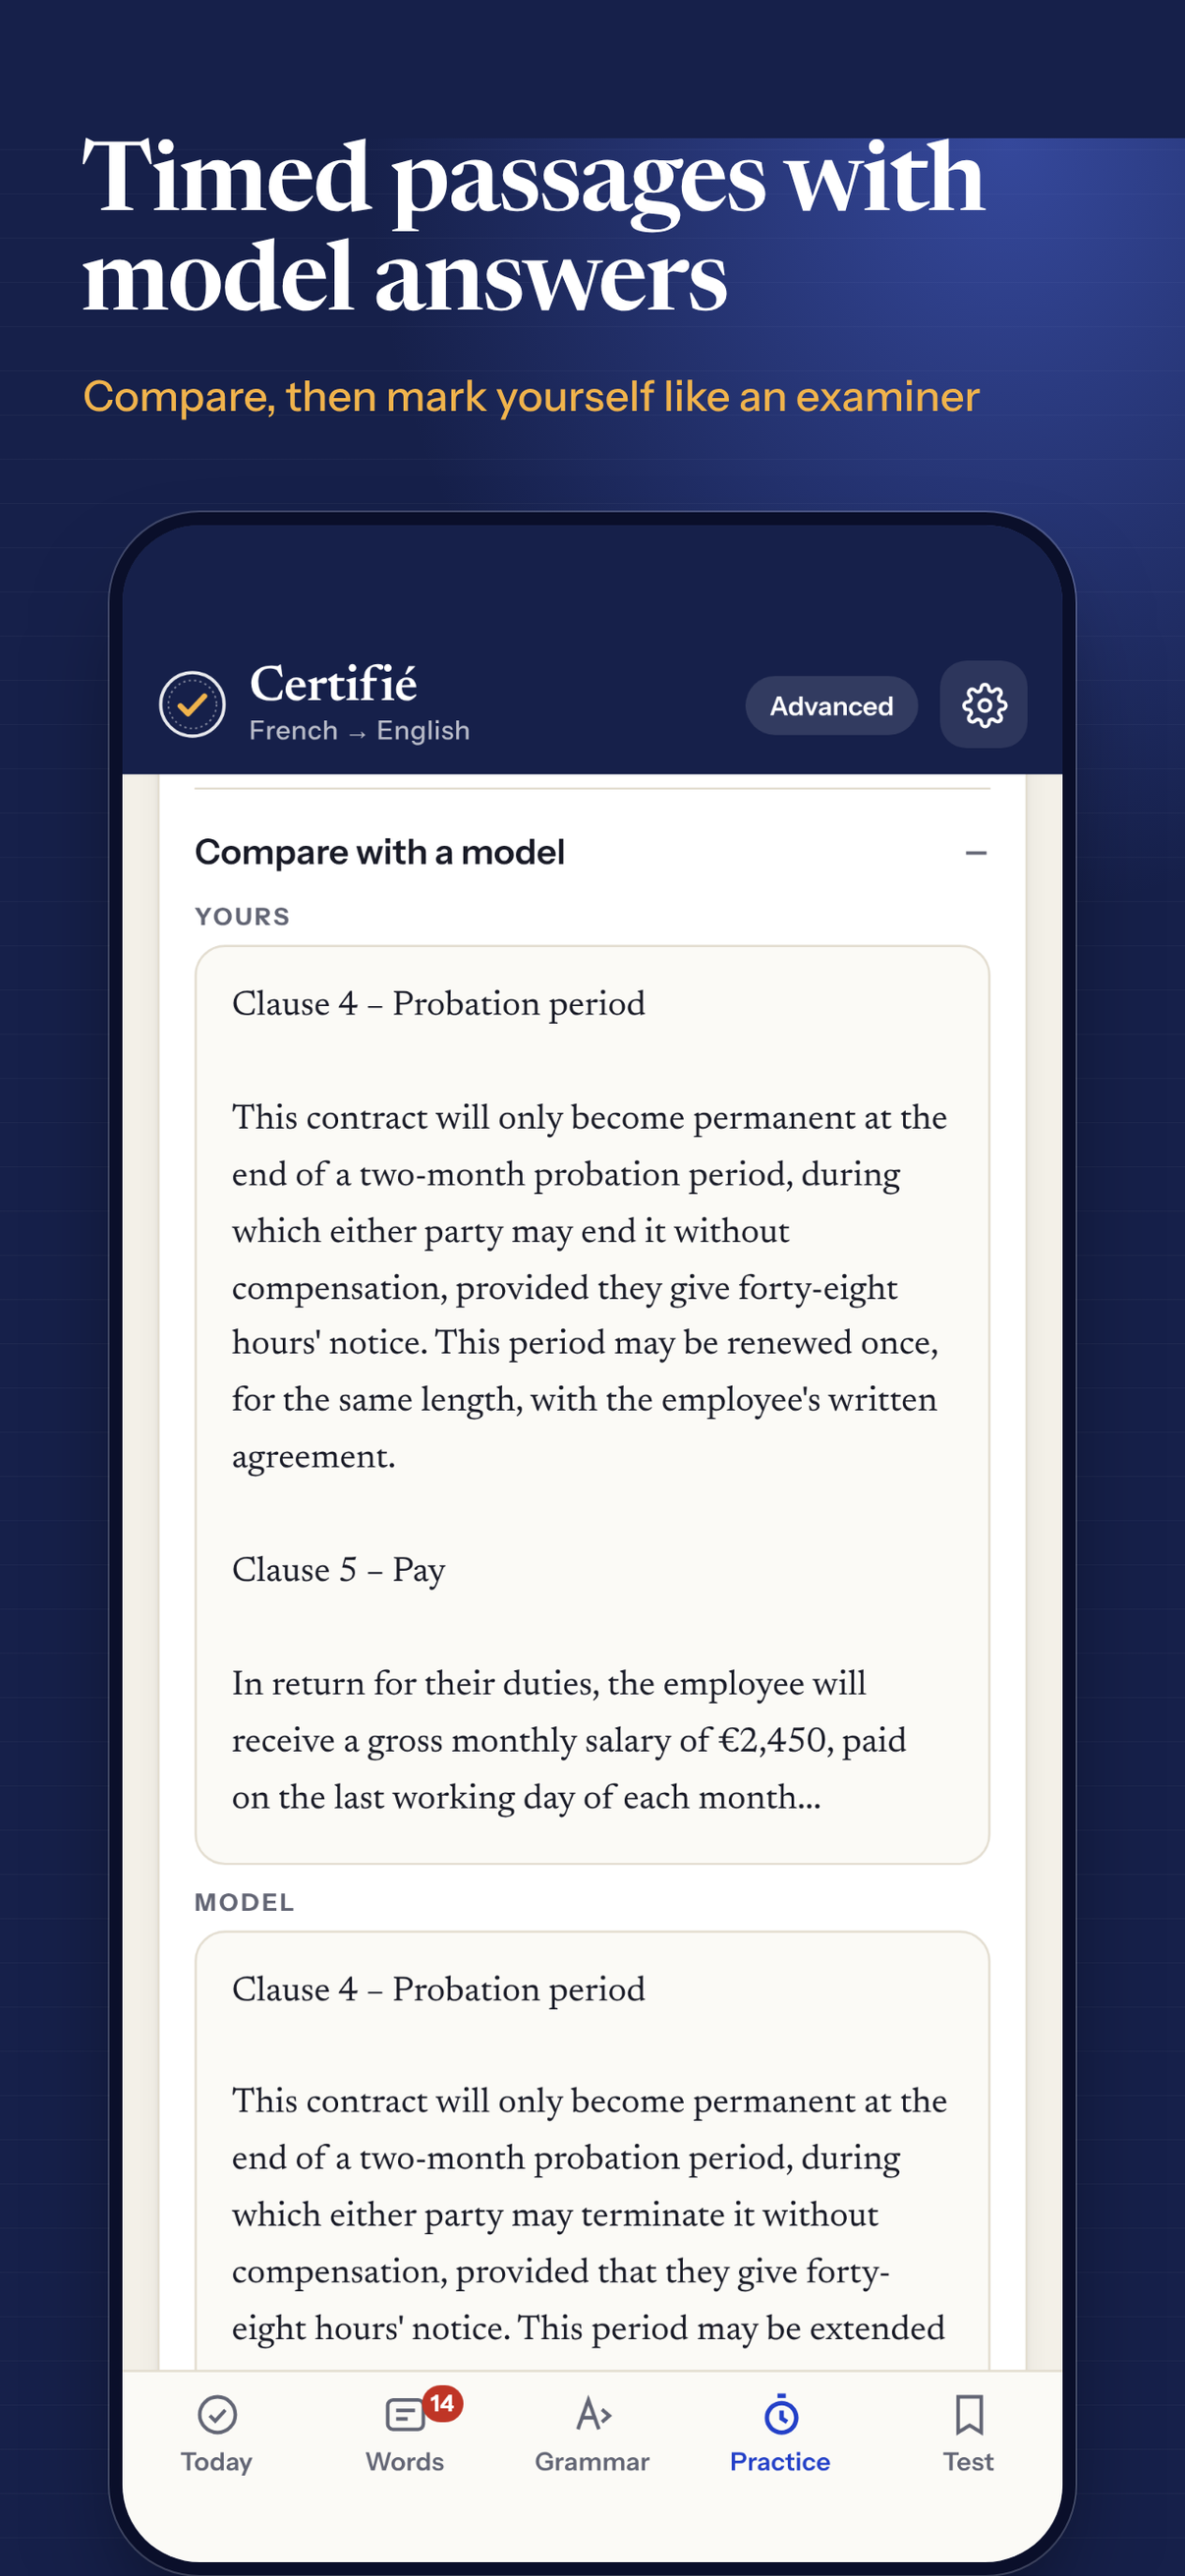 Timed passages with
model answers
Compare, then mark yourself like an examiner
Certifié
French → English
Advanced
Compare with a model
YOURS
Clause 4 – Probation period
This contract will only become permanent at the
end of a two-month probation period, during
which either party may end it without
compensation, provided they give forty-eight
hours' notice. This period may be renewed once,
for the same length, with the employee's written
agreement.
Clause 5 – Pay
In return for their duties, the employee will
receive a gross monthly salary of €2,450, paid
on the last working day of each month...
MODEL
Clause 4 – Probation period
This contract will only become permanent at the
end of a two-month probation period, during
which either party may terminate it without
compensation, provided that they give forty-
eight hours' notice. This period may be extended
14
Today
Words
Grammar
Practice
Test